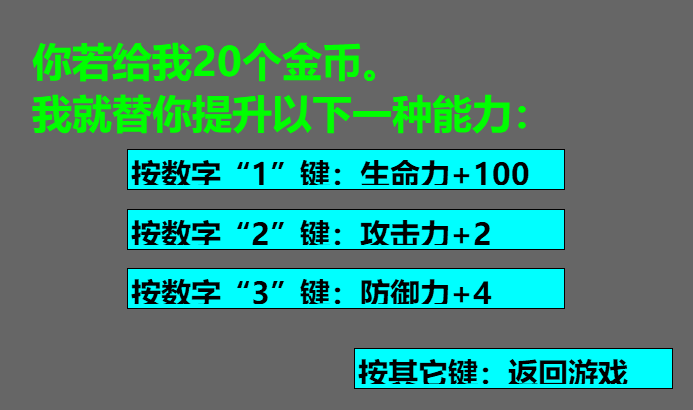 你若给我20个金币。
我就替你提升以下一种能力：
按数字“1”键：生命力+100
按数字“2”键：攻击力+2
按数字“3”键：防御力+4
按其它键：返回游戏